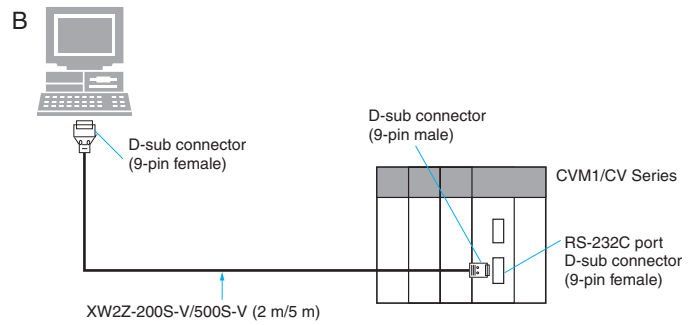 B
D-sub connector
(9-pin female)
D-sub connector
(9-pin male)
CVM1/CV Series
RS-232C port
D-sub connector
(9-pin female)
XW2Z-200S-V/500S-V (2 m/5 m)